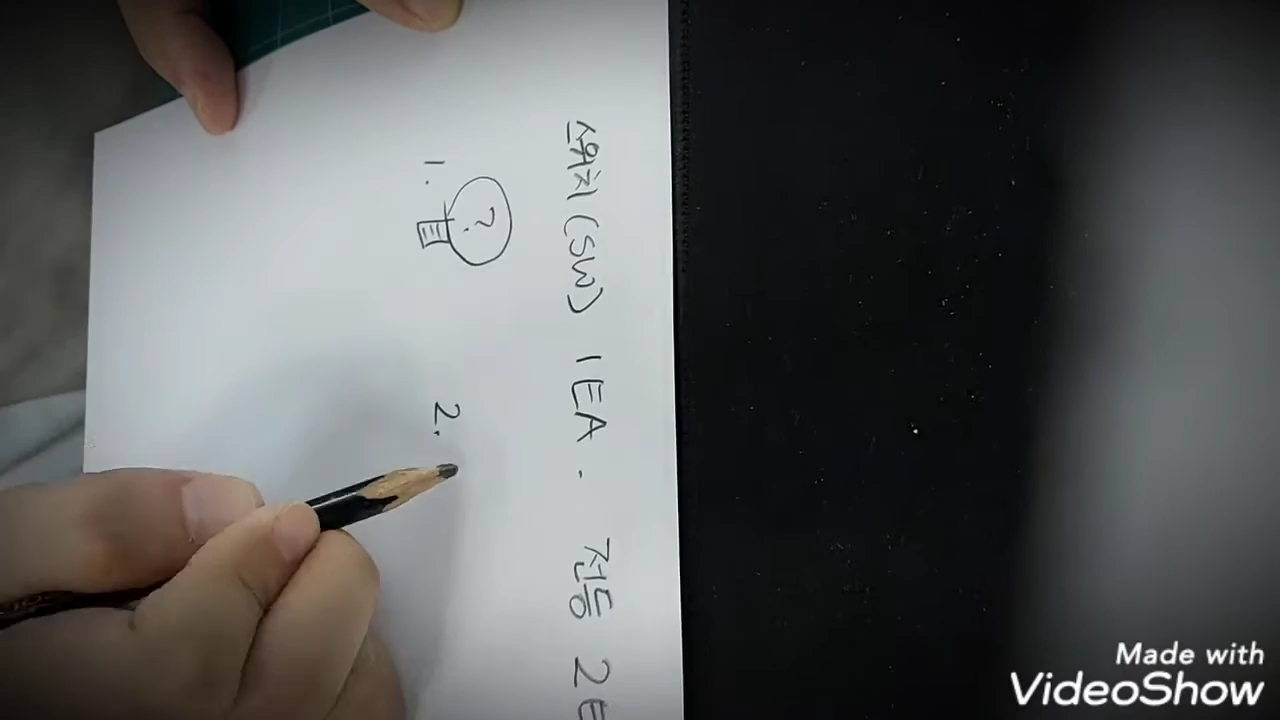 스위치(SW) 1EA. 전등 2E
1.
?
2.
Made with
VideoShow